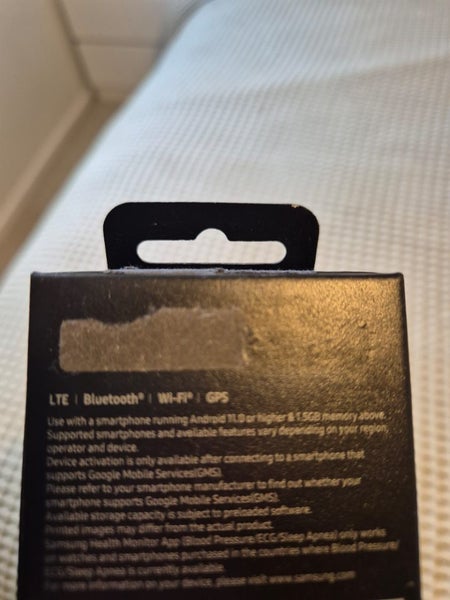 LTE | Bluetooth® | Wi-Fi® | GPS
Use with a smartphone running Android 11.0 or higher & 1.5GB memory above.
Supported smartphones and available features vary depending on your region,
operator and device.
Device activation is only available after connecting to a smartphone that
supports Google Mobile Services(GMS).
Please refer to your smartphone manufacturer to find out whether your
smartphone supports Google Mobile Services(GMS).
Available storage capacity is subject to preloaded software.
Printed images may differ from the actual product.
Samsung Health Monitor App (Blood Pressure/ECG/Sleep Apnea) only works
on watches and smartphones purchased in the countries where Blood Pressure/
ECG/Sleep Apnea is currently available.
For more information on your device, please visit www.samsung.com